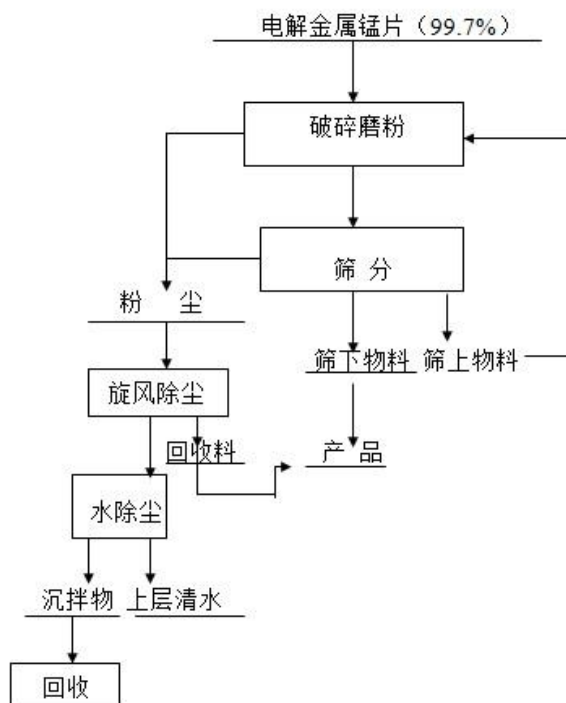 电解金属锰片（99.7%）
破碎磨粉
筛 分
粉 尘
筛下物料 筛上物料
旋风除尘
回收料
产 品
水除尘
沉拌物 上层清水
回收